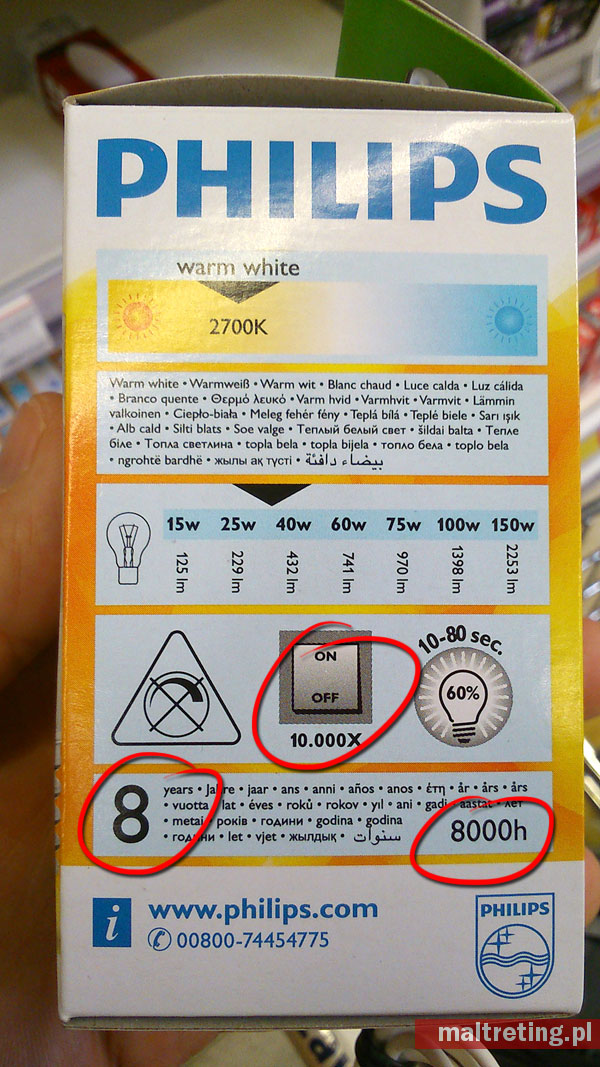 PHILIPS
warm white
2700K
Warm white • Warmweiß • Warm wit • Blanc chaud • Luce calda • Luz cálida
• Branco quente • Θερμό λευκό • Varm hvid • Varmhvit • Varmvit • Lämmin
valkoinen • Ciepło-biała • Meleg fehér fény • Teplá bílá • Teplé biele • Sarı ışık
• Alb cald • Silti blats • Soe valge • Теплый белый свет • šildai balta • Тепле
біле • Топла светлина • topla bela • topla bijela • топло бела • toplo belo
• ngrohtë bardhë • жылы ақ түсті • بيضاء دافئة
15w 25w 40w 60w 75w 100w 150w
125 lm 229 lm 432 lm 741 lm 970 lm 1398 lm 2253 lm
10-80 sec.
ON
OFF
60%
10.000X
8
years • Jahre • jaar • ans • anni • años • anos • έτη • år • års • års
• vuotta • lat • éves • roků • rokov • yıl • ani • gadi • aastat • лет
• metai • років • години • godina • godina
• години • let • vjet • жылдық • سنوات
8000h
i www.philips.com
00800-74454775
PHILIPS
maltreting.pl